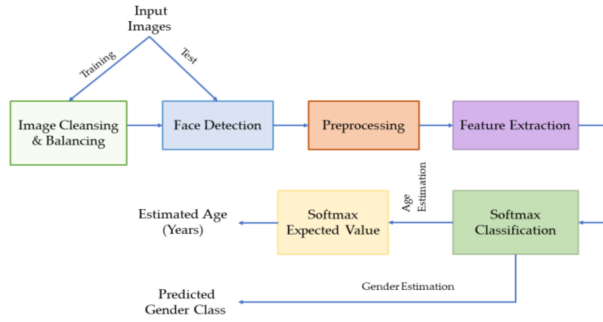 Input
Images
Training
Test
Image Cleansing
& Balancing
Face Detection
Preprocessing
Feature Extraction
Age
Estimation
Estimated Age
(Years)
Softmax
Expected Value
Softmax
Classification
Gender Estimation
Predicted
Gender Class